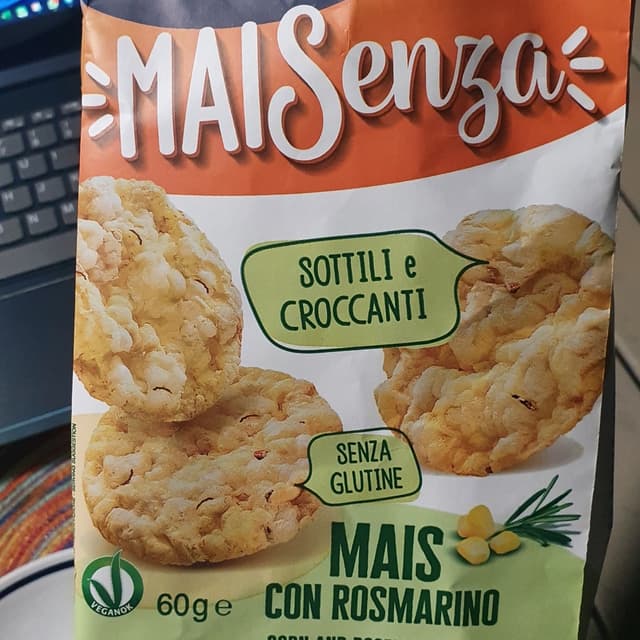 MAISenza
SOTTILI e
CROCCANTI
SENZA
GLUTINE
MAIS
CON ROSMARINO
VEGANOK
60g e